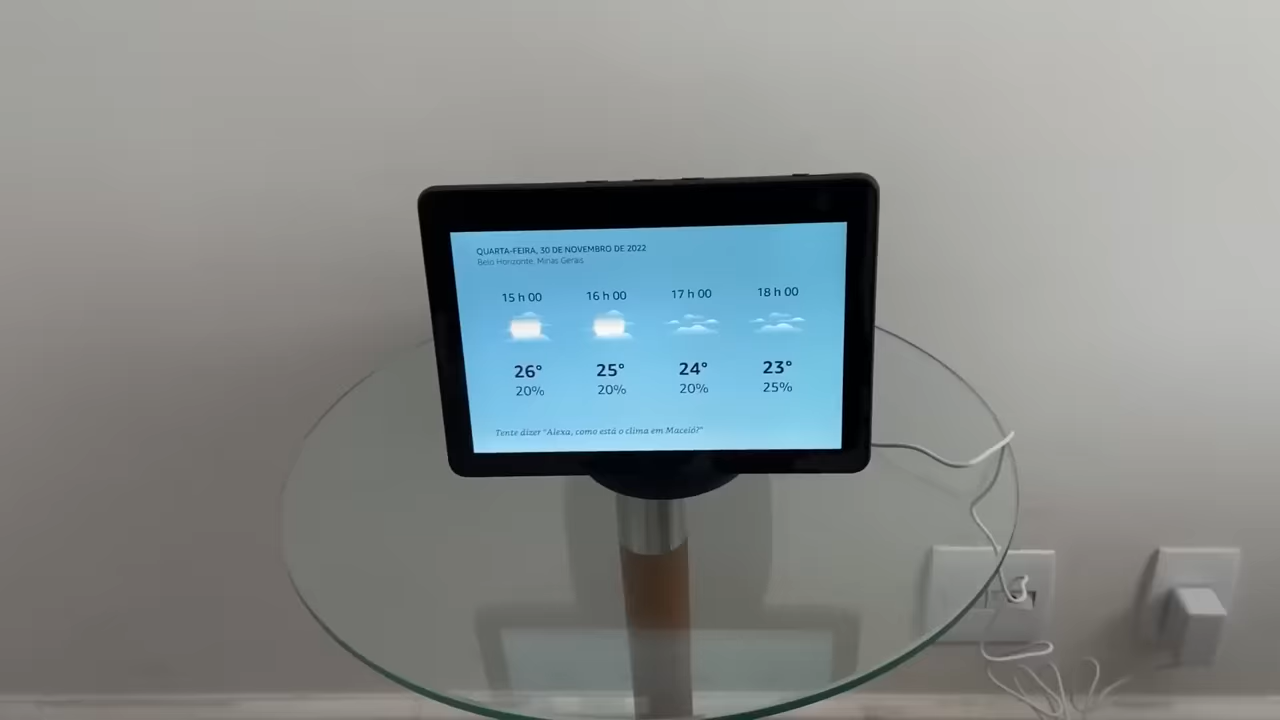 QUARTA-FEIRA, 30 DE NOVEMBRO DE 2022
Belo Horizonte, Minas Gerais
15 h 00 16 h 00 17 h 00 18 h 00
26° 25° 24° 23°
20% 20% 20% 25%
Tente dizer "Alexa, como está o clima em Maceió?"